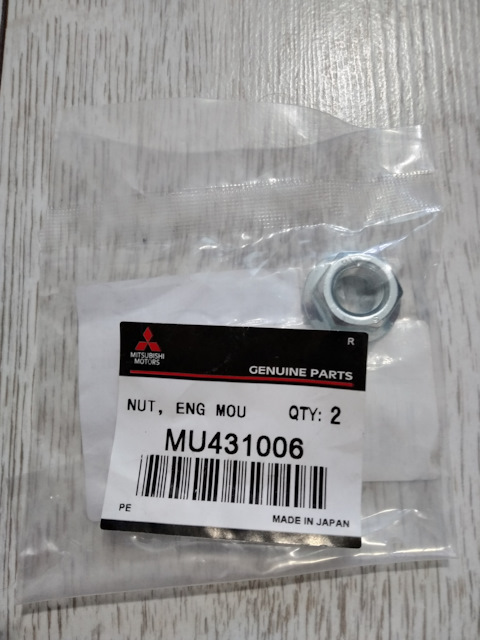 R
MITSUBISHI
MOTORS
GENUINE PARTS
NUT, ENG MOU QTY: 2
MU431006
PE
MADE IN JAPAN